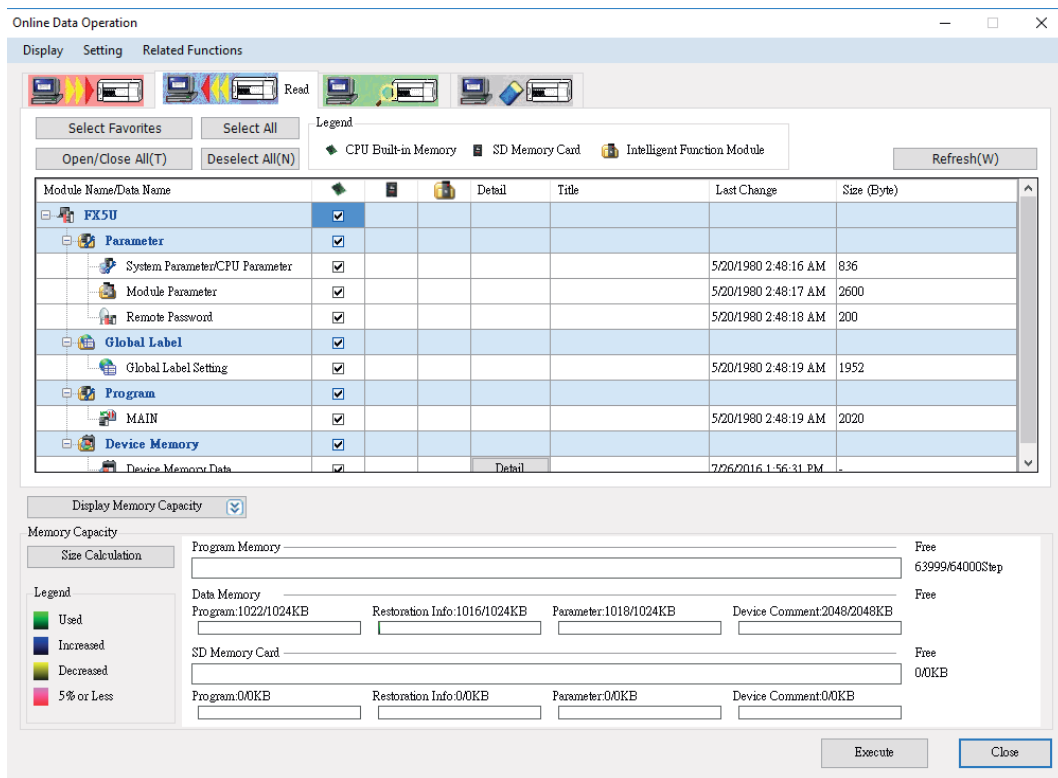 Online Data Operation
Display Setting Related Functions
Read
Select Favorites Select All Legend
CPU Built-in Memory SD Memory Card Intelligent Function Module
Open/Close All(T) Deselect All(N) Refresh(W)
Module Name/Data Name Detail Title Last Change Size (Byte)
FX5U
Parameter
System Parameter/CPU Parameter 5/20/1980 2:48:16 AM 836
Module Parameter 5/20/1980 2:48:17 AM 2600
Remote Password 5/20/1980 2:48:18 AM 200
Global Label
Global Label Setting 5/20/1980 2:48:19 AM 1952
Program
MAIN 5/20/1980 2:48:19 AM 2020
Device Memory
Device Memory Data Detail 7/26/2016 1:56:31 PM -
Display Memory Capacity
Memory Capacity
Size Calculation Program Memory Free
63999/64000Step
Legend Data Memory Free
Used Program:1022/1024KB Restoration Info:1016/1024KB Parameter:1018/1024KB Device Comment:2048/2048KB
Increased SD Memory Card Free
Decreased 0/0KB
5% or Less Program:0/0KB Restoration Info:0/0KB Parameter:0/0KB Device Comment:0/0KB
Execute Close